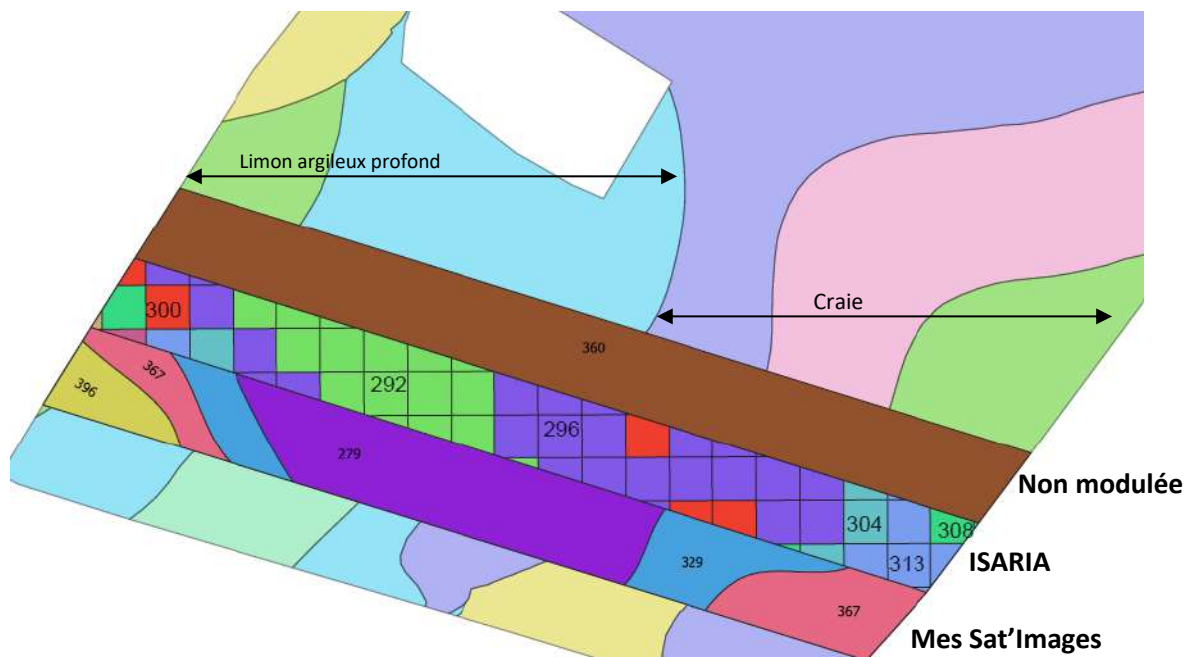 Limon argileux profond
Craie
300
360
367
292
396
296
279
Non modulée
304
308
329
313
ISARIA
367
Mes Sat'Images